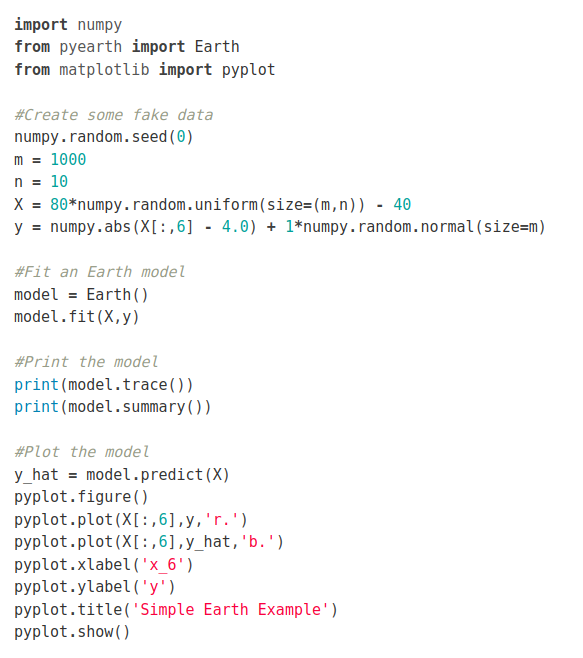 import numpy
from pyearth import Earth
from matplotlib import pyplot

#Create some fake data
numpy.random.seed(0)
m = 1000
n = 10
X = 80*numpy.random.uniform(size=(m,n)) - 40
y = numpy.abs(X[:,6] - 4.0) + 1*numpy.random.normal(size=m)

#Fit an Earth model
model = Earth()
model.fit(X,y)

#Print the model
print(model.trace())
print(model.summary())

#Plot the model
y_hat = model.predict(X)
pyplot.figure()
pyplot.plot(X[:,6],y,'r.')
pyplot.plot(X[:,6],y_hat,'b.')
pyplot.xlabel('x_6')
pyplot.ylabel('y')
pyplot.title('Simple Earth Example')
pyplot.show()